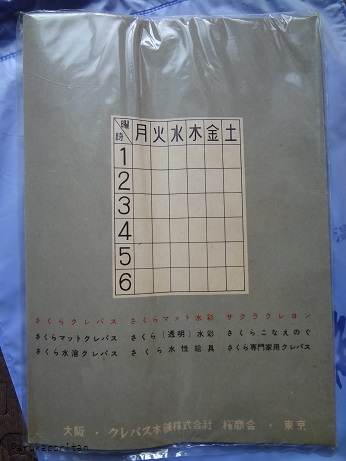 曜 時 月 火 水 木 金 土
1
2
3
4
5
6
さくらクレパス さくらマット水彩 サクラクレヨン
さくらマットクレパス さくら(透明)水彩 さくらこなえのぐ
さくら水溶クレパス さくら水性絵具 さくら専門家用クレパス
大阪・クレパス本舗株式会社 桜商会・東京